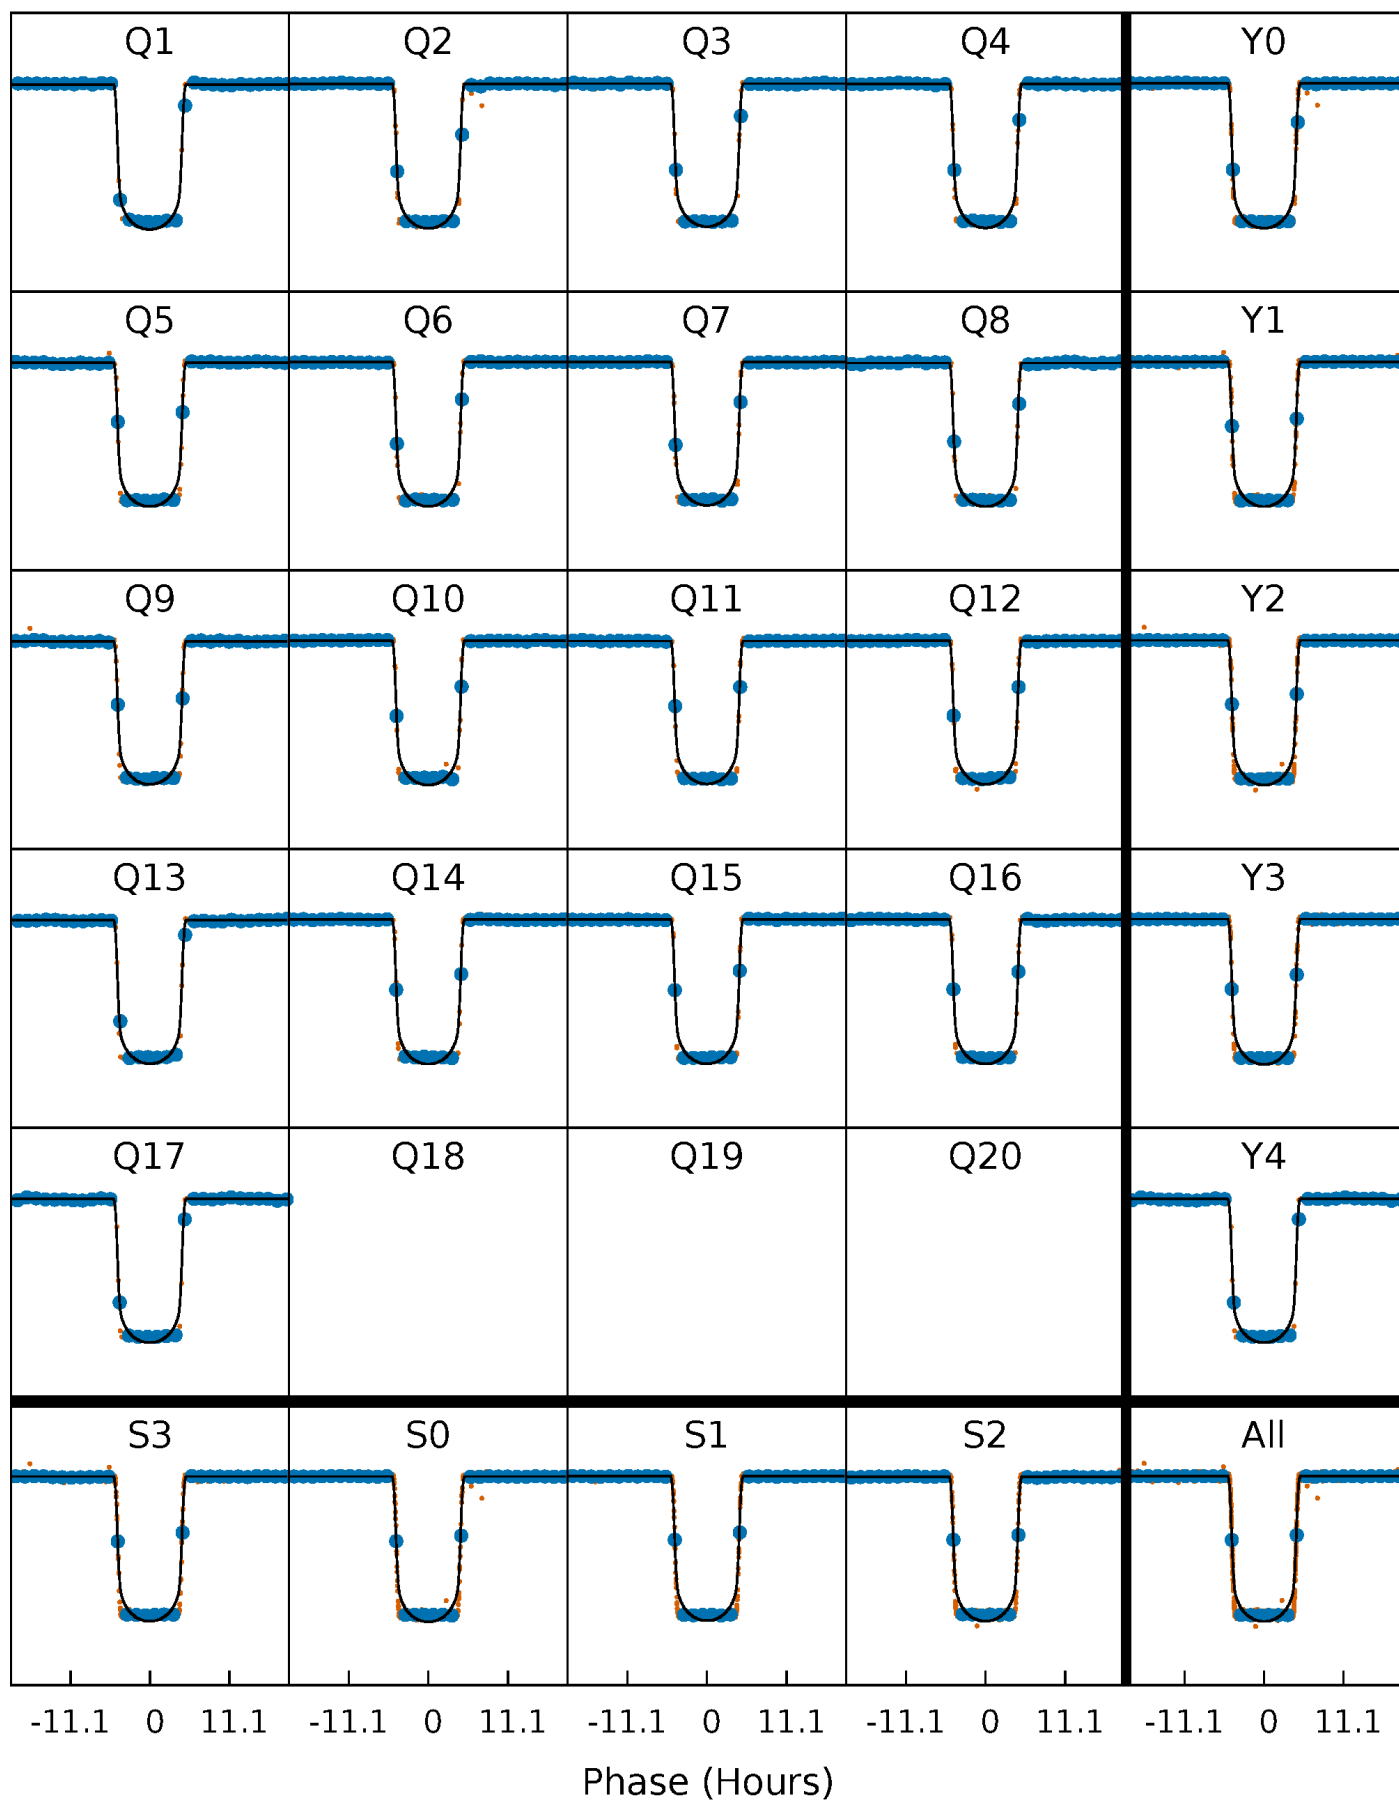 Q1 Q2 Q3 Q4 Y0
Q5 Q6 Q7 Q8 Y1
Q9 Q10 Q11 Q12 Y2
Q13 Q14 Q15 Q16 Y3
Q17 Q18 Q19 Q20 Y4
S3 S0 S1 S2 All
-11.1 0 11.1 -11.1 0 11.1 -11.1 0 11.1 -11.1 0 11.1 -11.1 0 11.1
Phase (Hours)